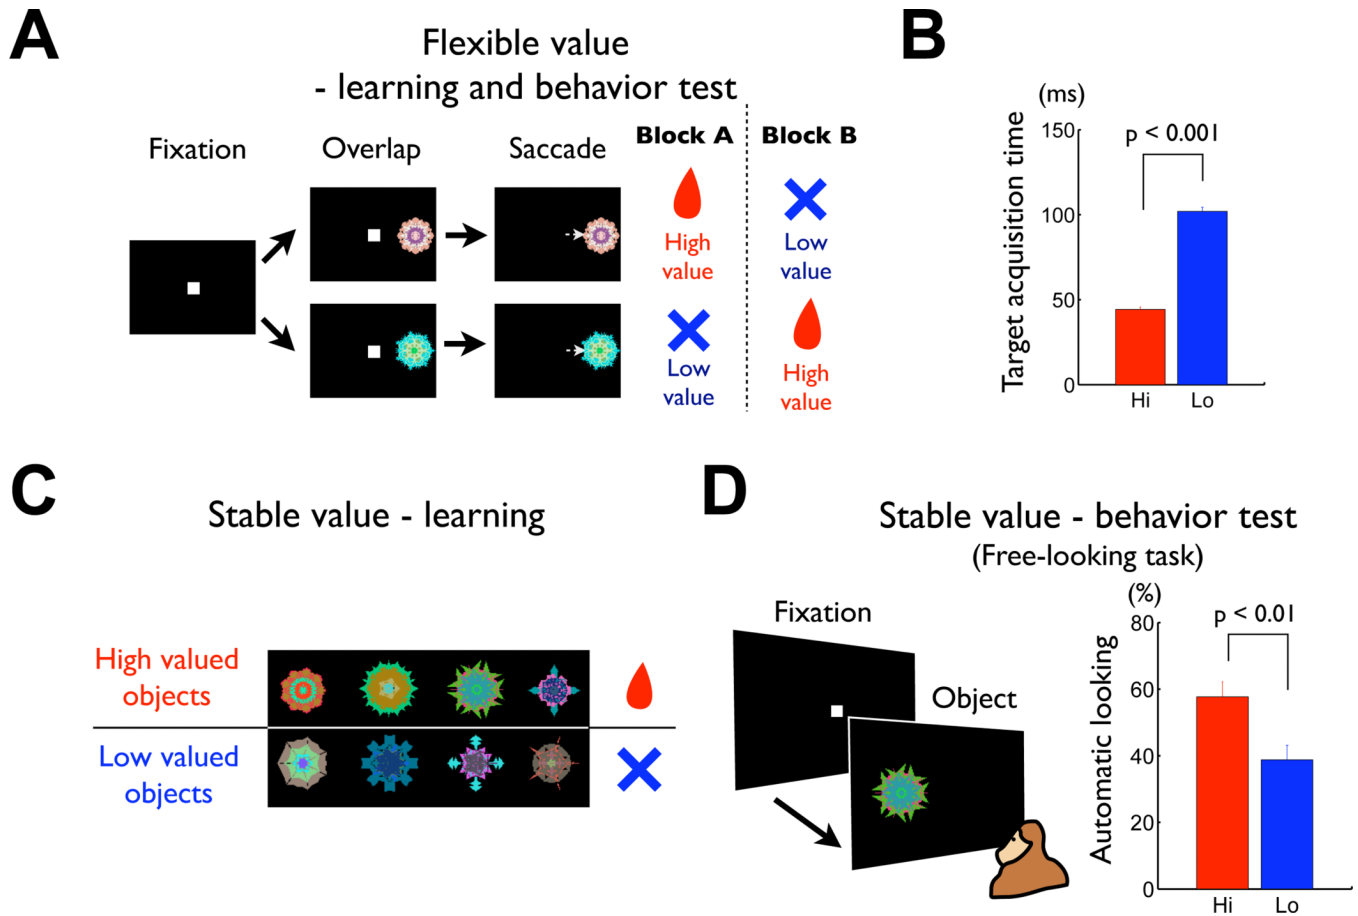 A
Flexible value
- learning and behavior test
Fixation
Overlap
Saccade
Block A
Block B
High
value
Low
value
Low
value
High
value
B
(ms)
p < 0.001
Target acquisition time
150
100
50
0
Hi
Lo
C
Stable value - learning
High valued
objects
Low valued
objects
D
Stable value - behavior test
(Free-looking task)
Fixation
Object
(%)
p < 0.01
Automatic looking
80
60
40
20
0
Hi
Lo